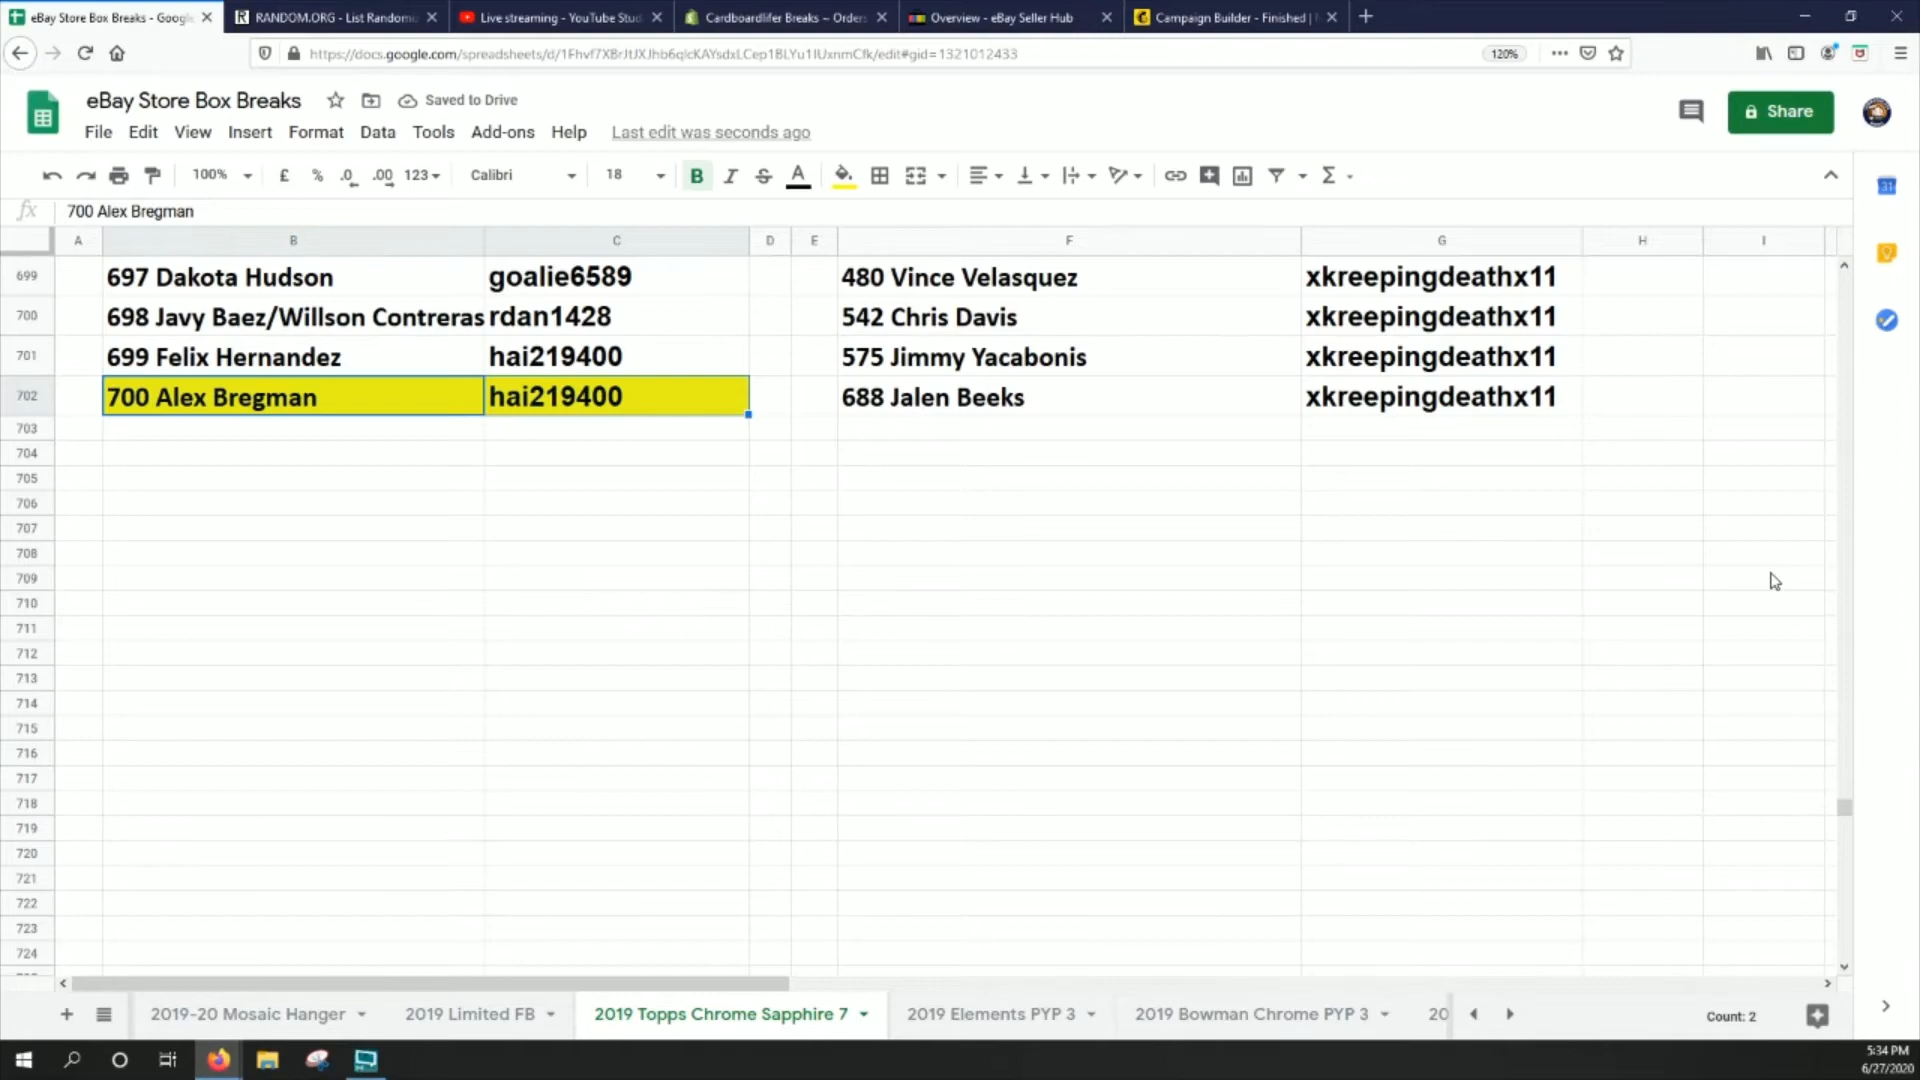 eBay Store Box Breaks - Google
RANDOM.ORG - List Randomi
Live streaming - YouTube Stud
Cardboardlifer Breaks ~ Orders
Overview - eBay Seller Hub
Campaign Builder - Finished |
120%
eBay Store Box Breaks
Saved to Drive
Share
File Edit View Insert Format Data Tools Add-ons Help Last edit was seconds ago
100% £ % .0 .00 123 Calibri 18 B I S A Σ
fx 700 Alex Bregman
A B C D E F G H I
699 697 Dakota Hudson goalie6589 480 Vince Velasquez xkreepingdeathx11
700 698 Javy Baez/Willson Contreras rdan1428 542 Chris Davis xkreepingdeathx11
701 699 Felix Hernandez hai219400 575 Jimmy Yacabonis xkreepingdeathx11
702 700 Alex Bregman hai219400 688 Jalen Beeks xkreepingdeathx11
703
704
705
706
707
708
709
710
711
712
713
714
715
716
717
718
719
720
721
722
723
724
2019-20 Mosaic Hanger 2019 Limited FB 2019 Topps Chrome Sapphire 7 2019 Elements PYP 3 2019 Bowman Chrome PYP 3 20 Count: 2
5:34 PM
6/27/2020